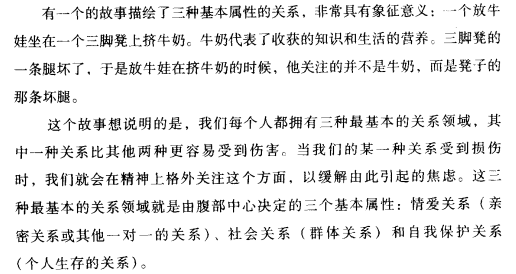 有一个的故事描绘了三种基本属性的关系，非常具有象征意义：一个放牛
娃坐在一个三脚凳上挤牛奶。牛奶代表了收获的知识和生活的营养。三脚凳的
一条腿坏了，于是放牛娃在挤牛奶的时候，他关注的并不是牛奶，而是凳子的
那条坏腿。
这个故事想说明的是，我们每个人都拥有三种最基本的关系领域，其
中一种关系比其他两种更容易受到伤害。当我们的某一种关系受到损伤
时，我们就会在精神上格外关注这个方面，以缓解由此引起的焦虑。这三
种最基本的关系领域就是由腹部中心决定的三个基本属性：情爱关系（亲
密关系或其他一对一的关系）、社会关系（群体关系）和自我保护关系
（个人生存的关系）。